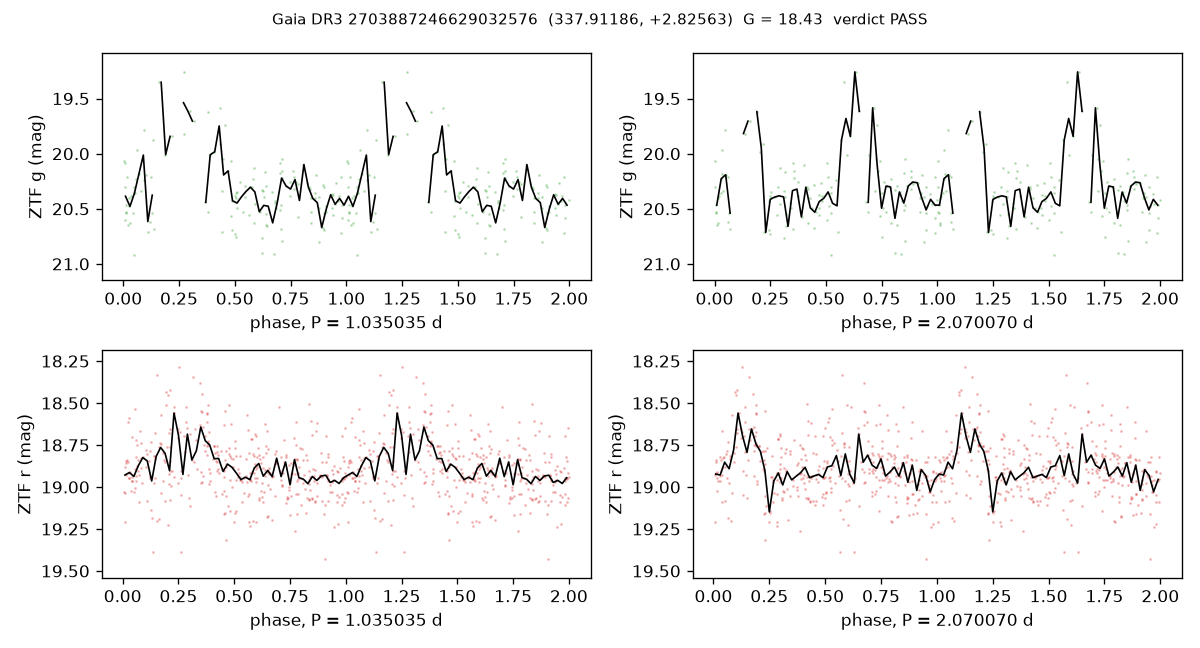 Gaia DR3 2703887246629032576 (337.91186, +2.82563) G = 18.43 verdict PASS
ZTF g (mag)
19.5
20.0
20.5
21.0
0.00 0.25 0.50 0.75 1.00 1.25 1.50 1.75 2.00
phase, P = 1.035035 d
ZTF g (mag)
19.5
20.0
20.5
21.0
0.00 0.25 0.50 0.75 1.00 1.25 1.50 1.75 2.00
phase, P = 2.070070 d
ZTF r (mag)
18.25
18.50
18.75
19.00
19.25
19.50
0.00 0.25 0.50 0.75 1.00 1.25 1.50 1.75 2.00
phase, P = 1.035035 d
ZTF r (mag)
18.25
18.50
18.75
19.00
19.25
19.50
0.00 0.25 0.50 0.75 1.00 1.25 1.50 1.75 2.00
phase, P = 2.070070 d